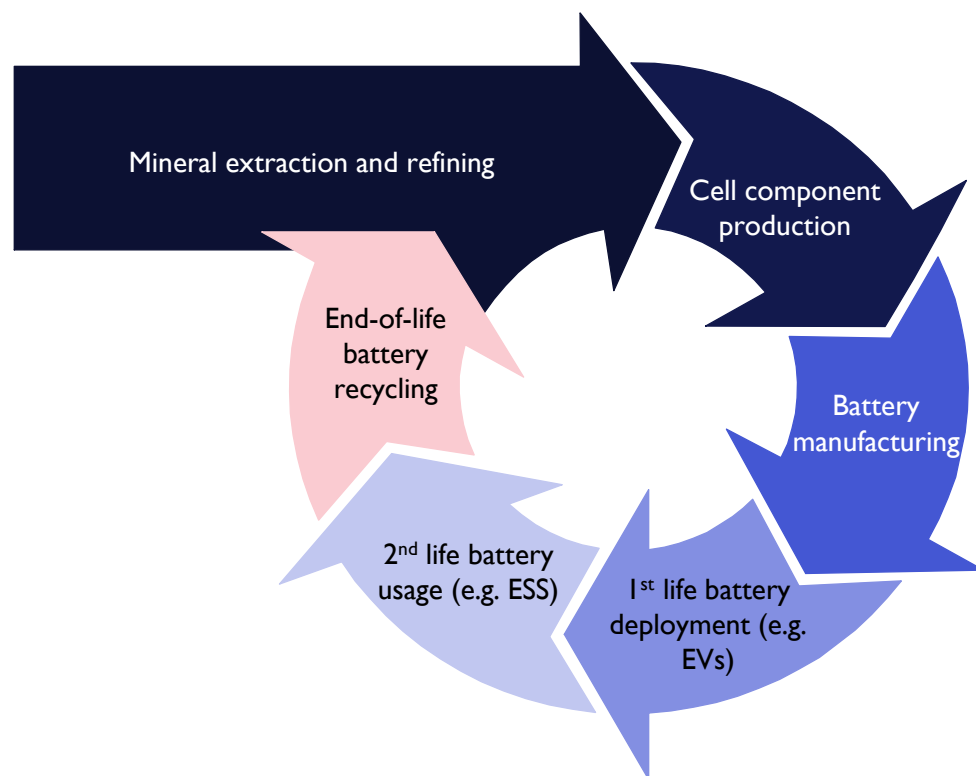 Mineral extraction and refining
Cell component
production
Battery
manufacturing
1st life battery
deployment (e.g.
EVs)
2nd life battery
usage (e.g. ESS)
End-of-life
battery
recycling